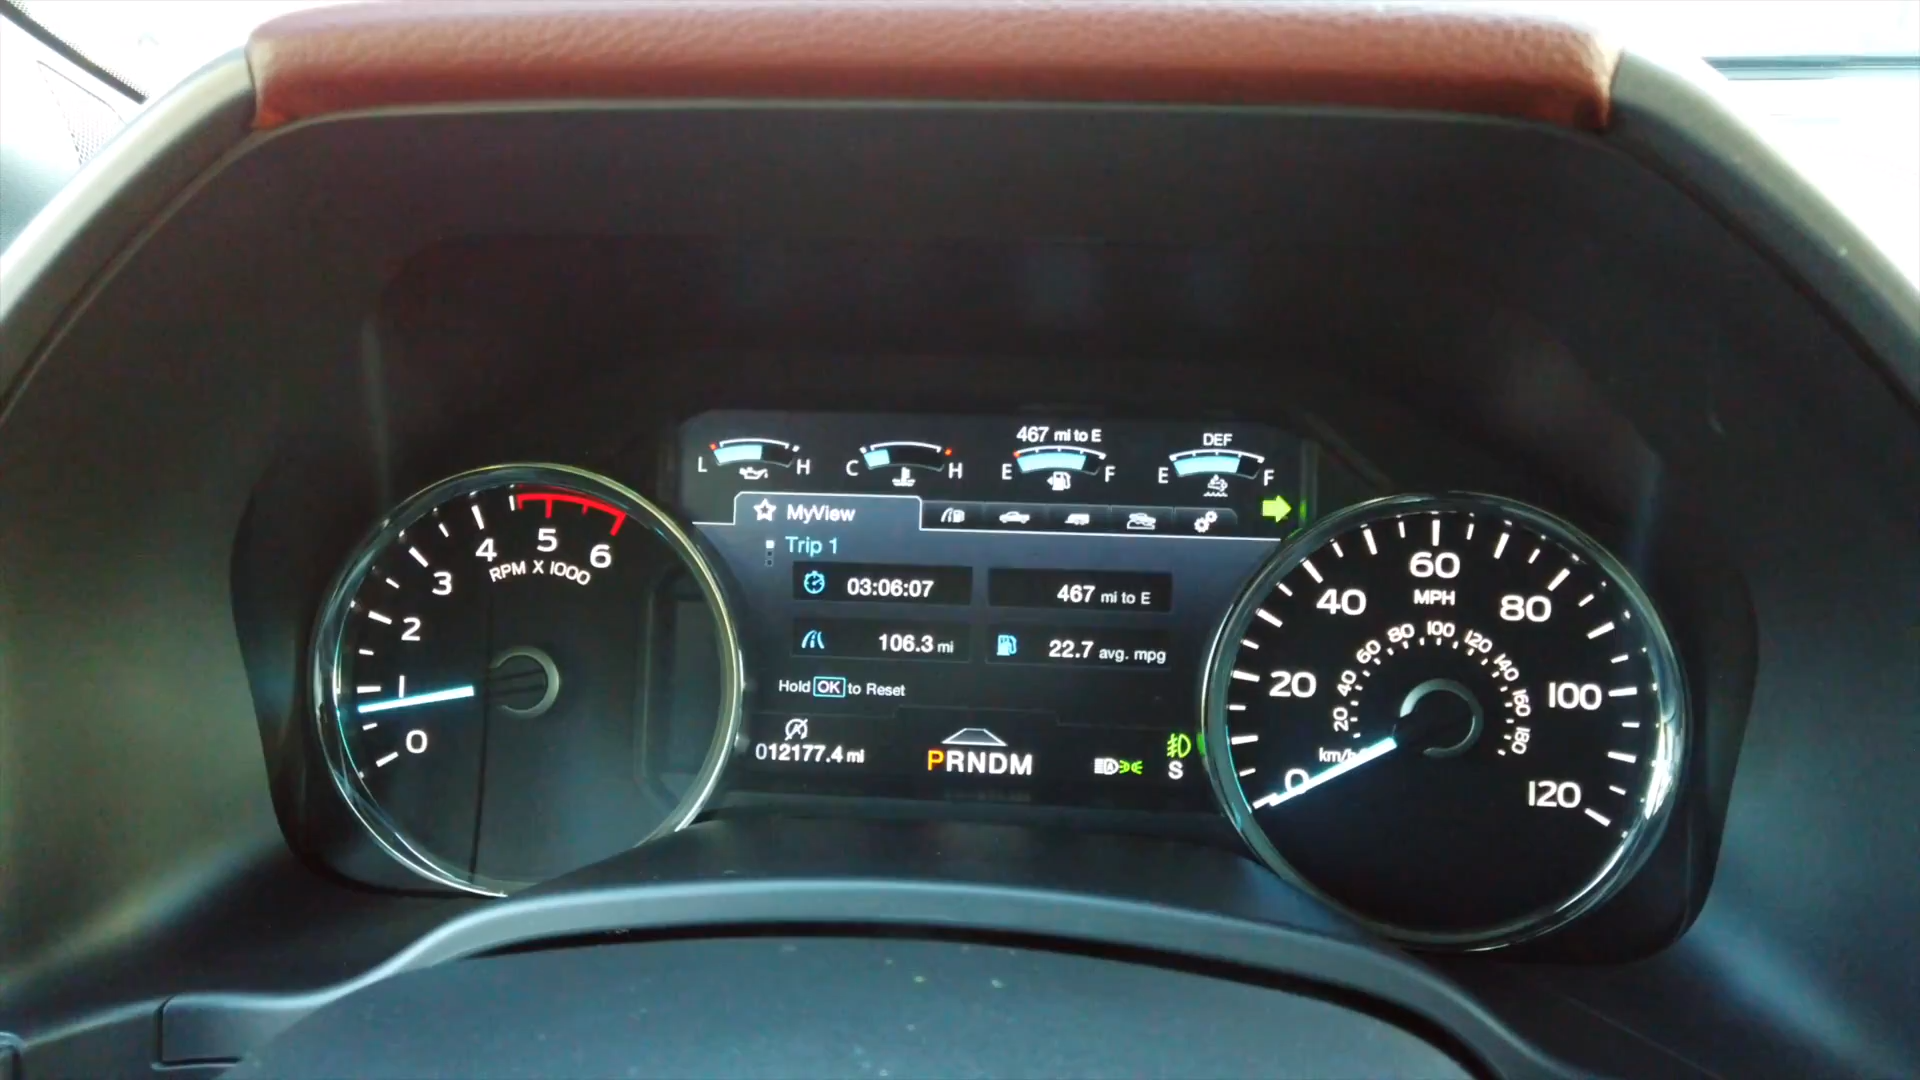 467 mi to E
DEF
L H
C H
E F
E F
MyView
Trip 1
03:06:07
467 mi to E
106.3 mi
22.7 avg. mpg
Hold OK to Reset
012177.4 mi
PRNDM
A
S
0
1
2
3
4
5
6
RPM X 1000
0
20
40
60
80
100
120
MPH
20
40
60
80
100
120
140
160
180
km/h